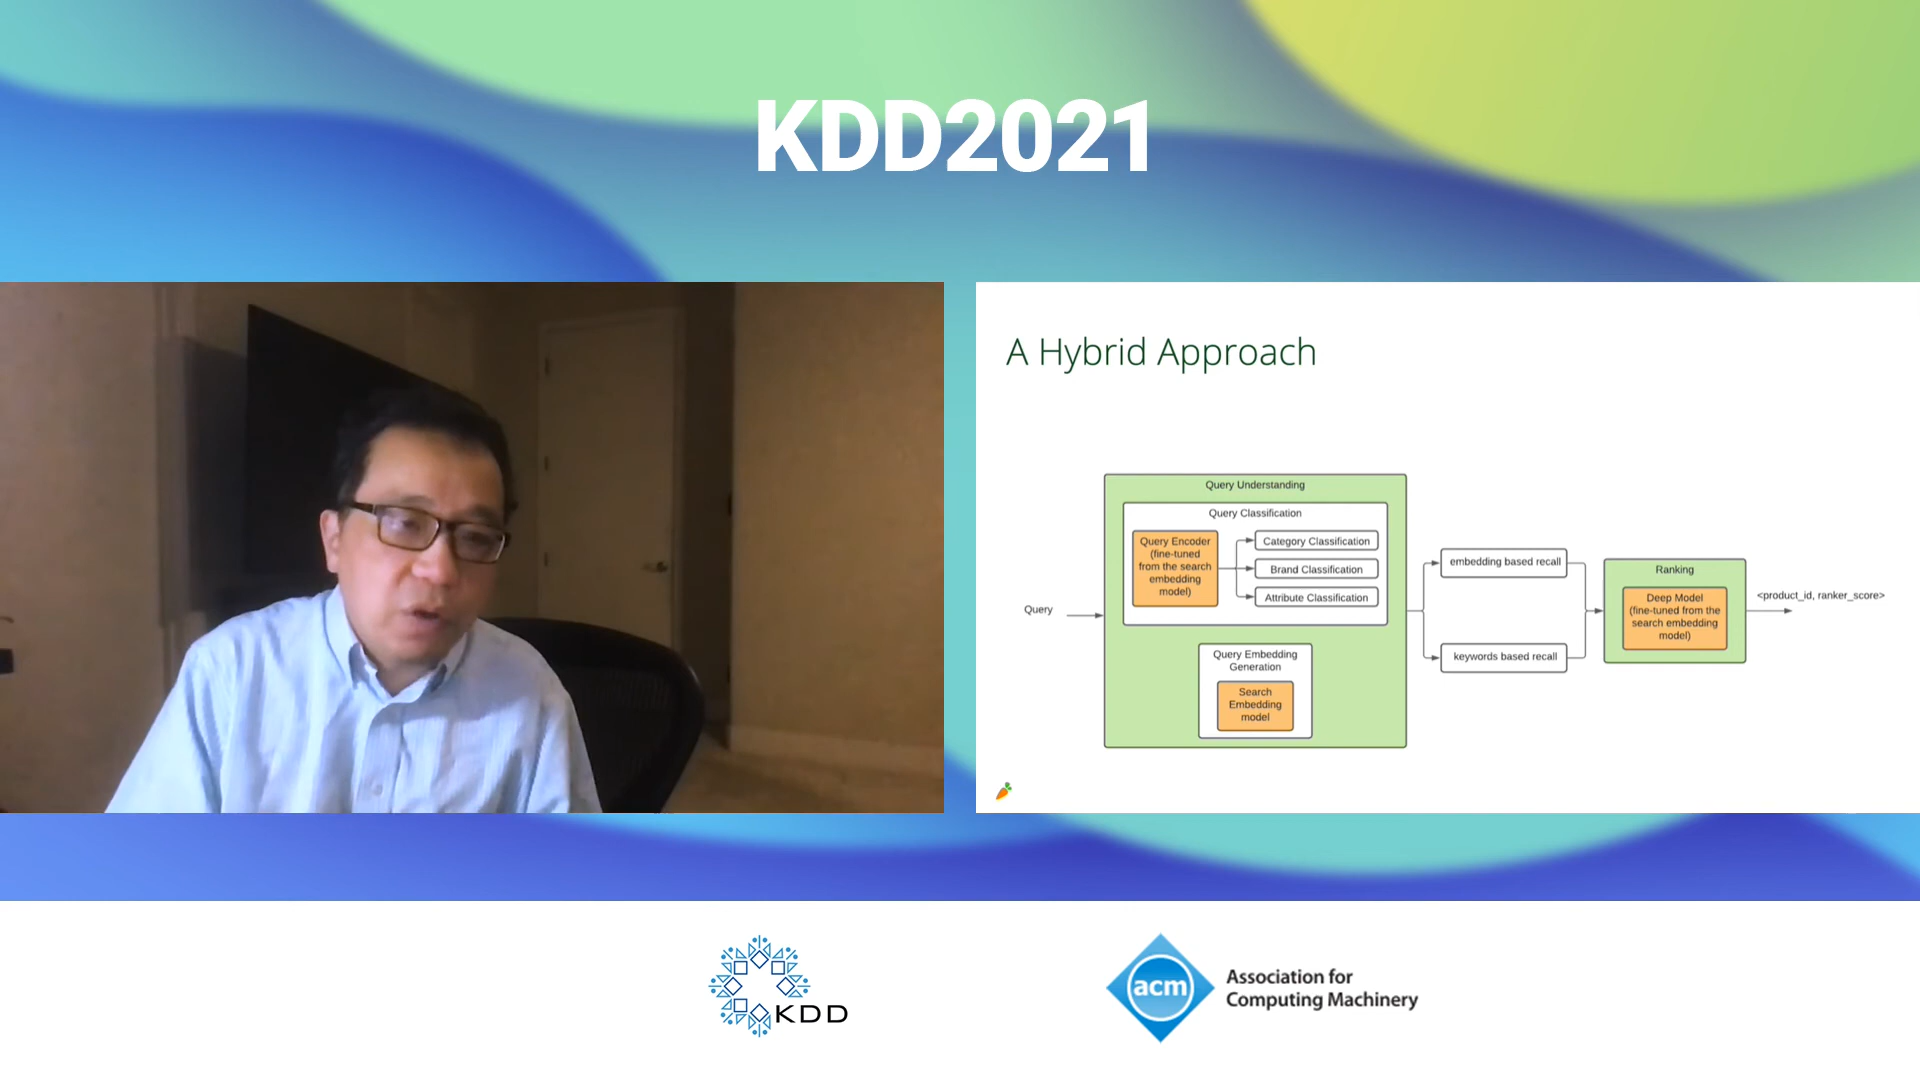 KDD2021
A Hybrid Approach
Query
Query Understanding
Query Classification
Query Encoder
(fine-tuned
from the search
embedding
model)
Category Classification
Brand Classification
Attribute Classification
Query Embedding
Generation
Search
Embedding
model
embedding based recall
keywords based recall
Ranking
Deep Model
(fine-tuned from the
search embedding
model)
<product_id, ranker_score>
KDD
acm
Association for
Computing Machinery